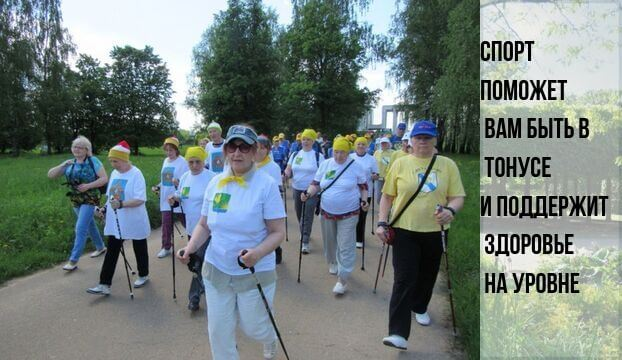 СПОРТ
ПОМОЖЕТ
ВАМ БЫТЬ В
ТОНУСЕ
И ПОДДЕРЖИТ
ЗДОРОВЬЕ
НА УРОВНЕ